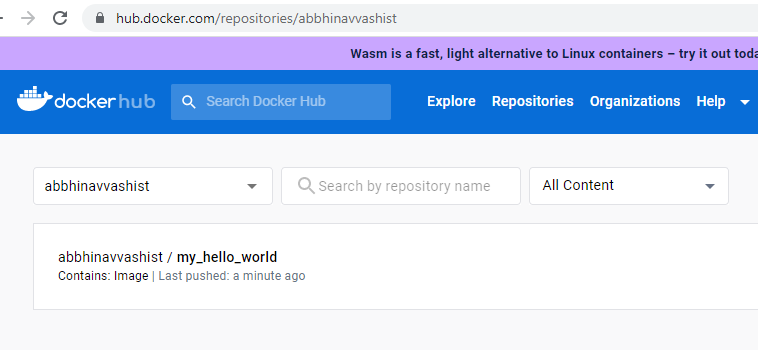 hub.docker.com/repositories/abbhinavvashist
Wasm is a fast, light alternative to Linux containers – try it out toda
docker hub Search Docker Hub Explore Repositories Organizations Help
abbhinavvashist Search by repository name All Content
abbhinavvashist / my_hello_world
Contains: Image | Last pushed: a minute ago